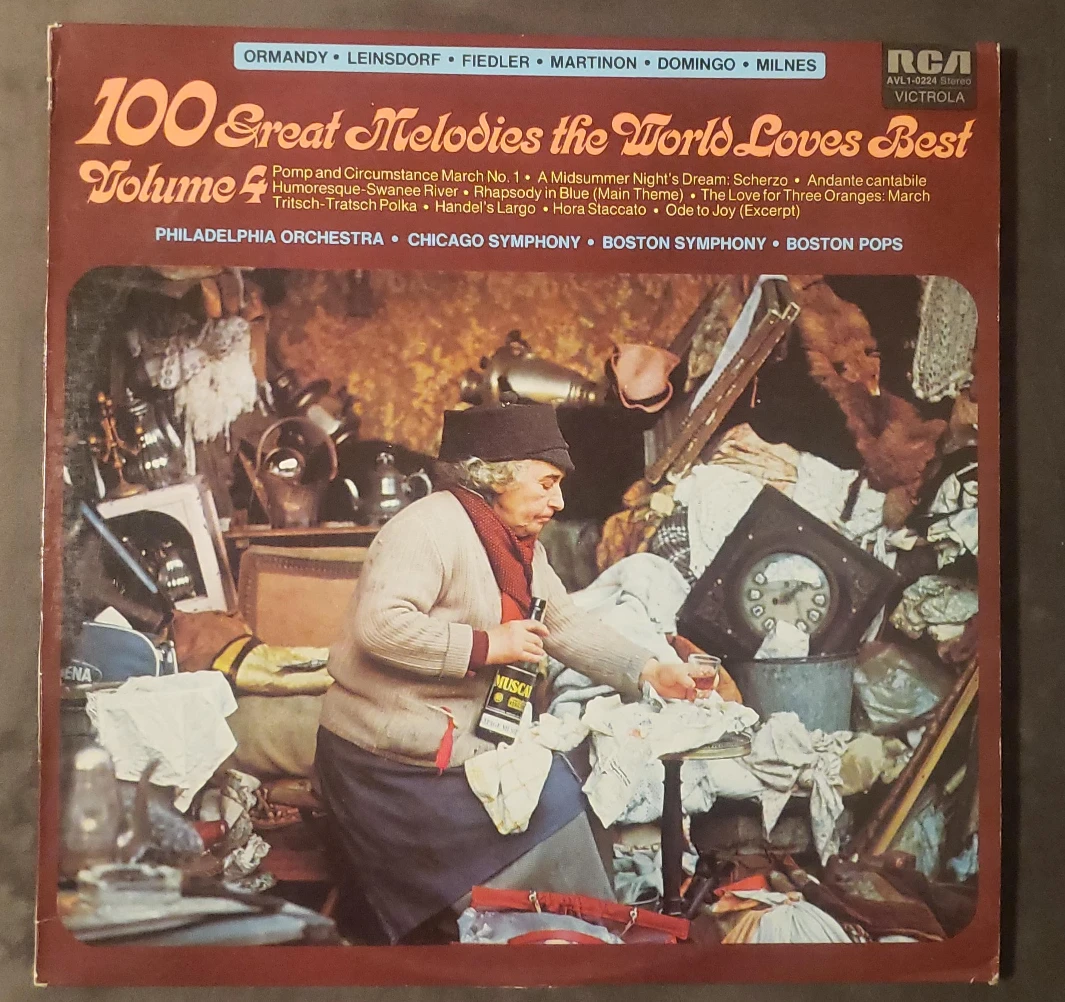 ORMANDY • LEINSDORF • FIEDLER • MARTINON • DOMINGO • MILNES
RCA
AVL1-0224 Stereo
VICTROLA
100 Great Melodies the World Loves Best
Volume 4
Pomp and Circumstance March No. 1 • A Midsummer Night's Dream: Scherzo • Andante cantabile
Humoresque-Swanee River • Rhapsody in Blue (Main Theme) • The Love for Three Oranges: March
Tritsch-Tratsch Polka • Handel's Largo • Hora Staccato • Ode to Joy (Excerpt)
PHILADELPHIA ORCHESTRA • CHICAGO SYMPHONY • BOSTON SYMPHONY • BOSTON POPS
ENA
MUSCAT